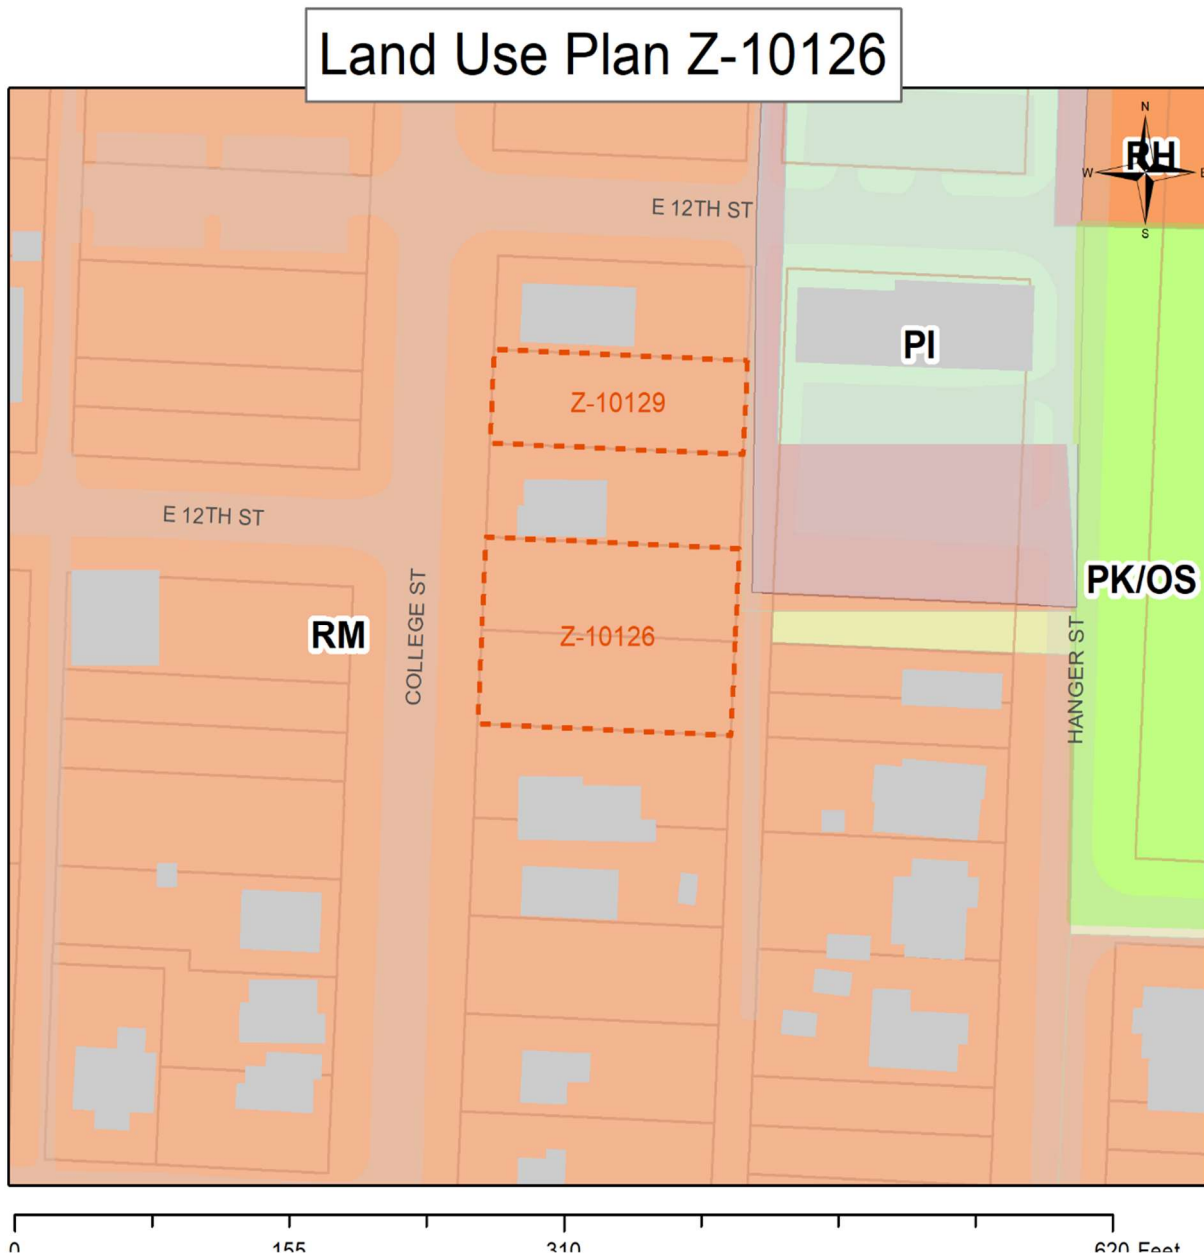 Land Use Plan Z-10126
N
RH
W
E
S
E 12TH ST
PI
Z-10129
E 12TH ST
PK/OS
RM
COLLEGE ST
Z-10126
HANGER ST
0
155
310
620 Feet